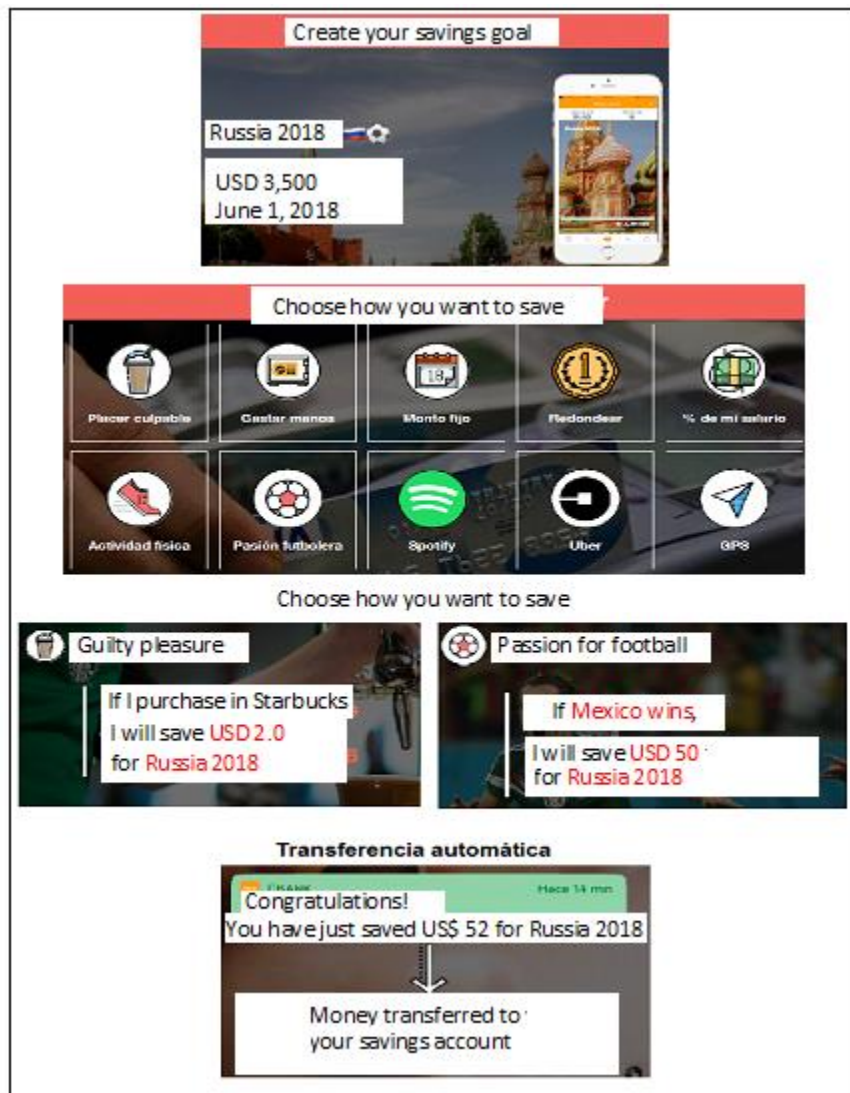 Create your savings goal
Russia 2018
USD 3,500
June 1, 2018
Choose how you want to save
Placer culpable
Gastar menos
Monto fijo
Redondear
% de mi salario
Actividad física
Pasión futbolera
Spotify
Uber
GPS
Choose how you want to save
Guilty pleasure
If I purchase in Starbucks
I will save USD 2.0
for Russia 2018
Passion for football
If Mexico wins,
I will save USD 50
for Russia 2018
Transferencia automática
Hace 14 mn
Congratulations!
You have just saved US$ 52 for Russia 2018
Money transferred to
your savings account